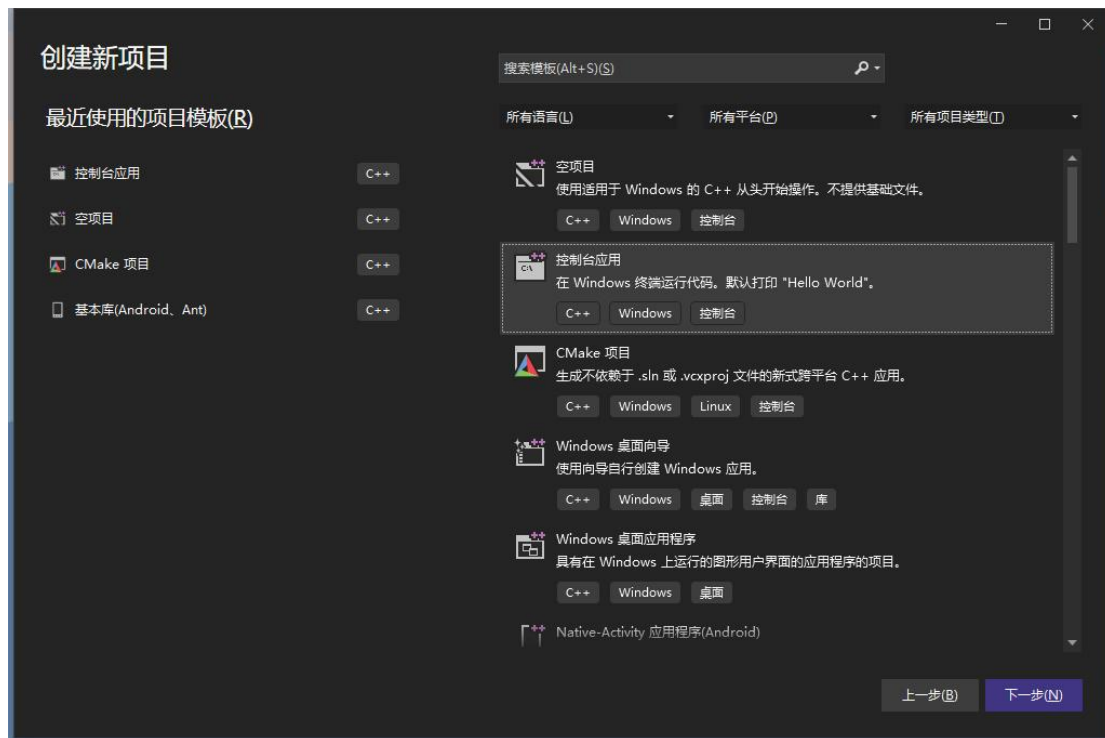 创建新项目
搜索模板(Alt+S)(S)
最近使用的项目模板(R)
所有语言(L)
所有平台(P)
所有项目类型(T)
控制台应用
C++
空项目
C++
CMake 项目
C++
基本库(Android、Ant)
C++
空项目
使用适用于 Windows 的 C++ 从头开始操作。不提供基础文件。
C++ Windows 控制台
控制台应用
在 Windows 终端运行代码。默认打印 "Hello World"。
C++ Windows 控制台
CMake 项目
生成不依赖于 .sln 或 .vcxproj 文件的新式跨平台 C++ 应用。
C++ Windows Linux 控制台
Windows 桌面向导
使用向导自行创建 Windows 应用。
C++ Windows 桌面 控制台 库
Windows 桌面应用程序
具有在 Windows 上运行的图形用户界面的应用程序的项目。
C++ Windows 桌面
Native-Activity 应用程序(Android)
上一步(B)
下一步(N)